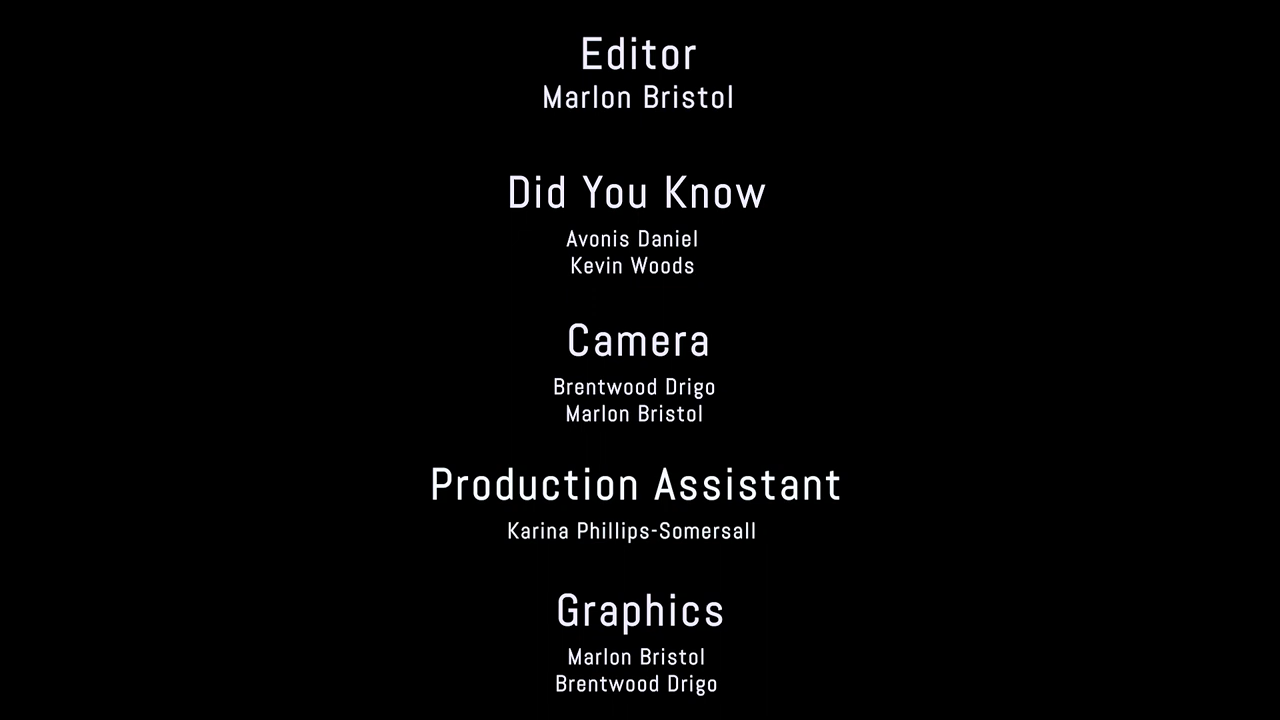 Editor
Marlon Bristol
Did You Know
Avonis Daniel
Kevin Woods
Camera
Brentwood Drigo
Marlon Bristol
Production Assistant
Karina Phillips-Somersall
Graphics
Marlon Bristol
Brentwood Drigo